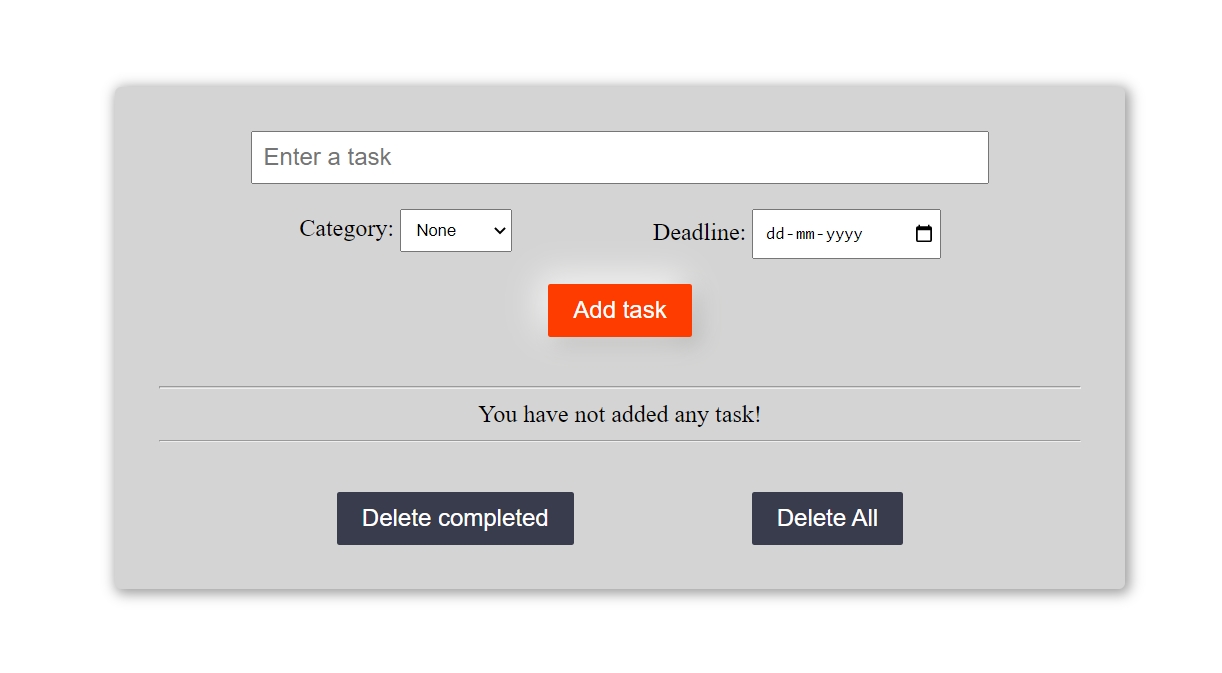 Enter a task
Category: None Deadline: dd-mm-yyyy
Add task
You have not added any task!
Delete completed Delete All